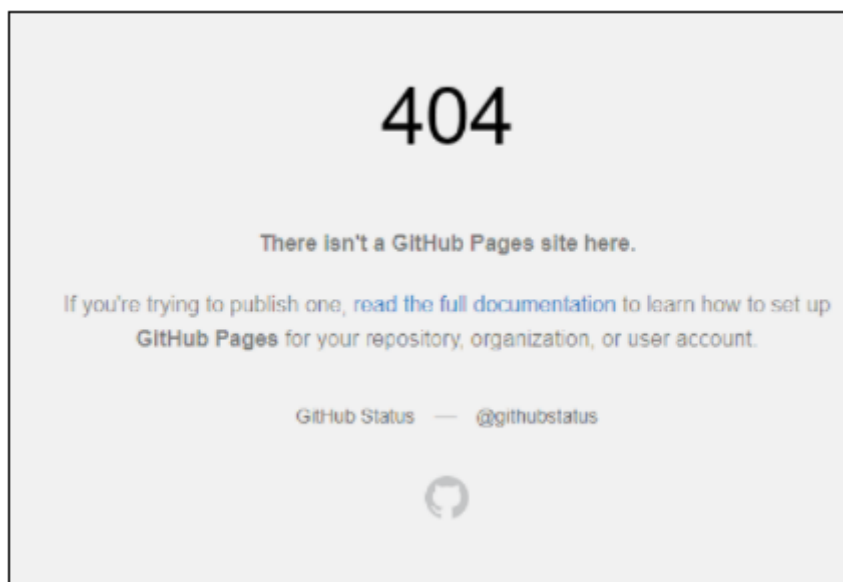 404
There isn't a GitHub Pages site here.
If you're trying to publish one, read the full documentation to learn how to set up
GitHub Pages for your repository, organization, or user account.
GitHub Status — @githubstatus